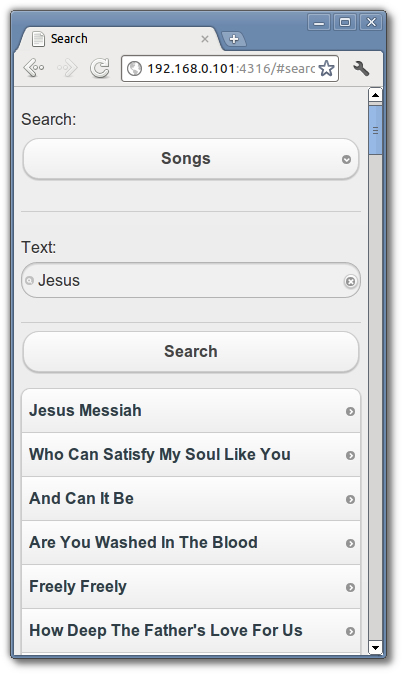 Search
192.168.0.101:4316/#searc
Search:
Songs
Text:
Jesus
Search
Jesus Messiah
Who Can Satisfy My Soul Like You
And Can It Be
Are You Washed In The Blood
Freely Freely
How Deep The Father's Love For Us